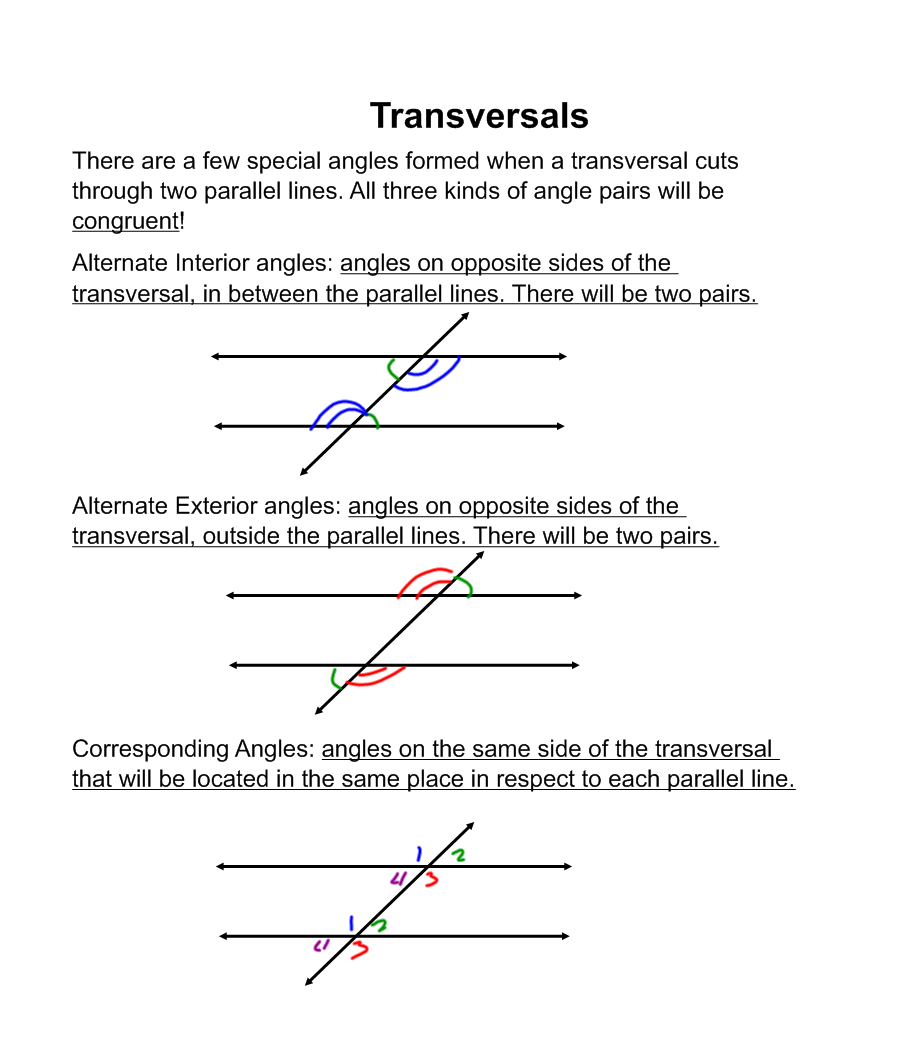 Transversals
There are a few special angles formed when a transversal cuts
through two parallel lines. All three kinds of angle pairs will be
congruent!
Alternate Interior angles: angles on opposite sides of the
transversal, in between the parallel lines. There will be two pairs.
Alternate Exterior angles: angles on opposite sides of the
transversal, outside the parallel lines. There will be two pairs.
Corresponding Angles: angles on the same side of the transversal
that will be located in the same place in respect to each parallel line.
1 2
4 3
1 2
4 3